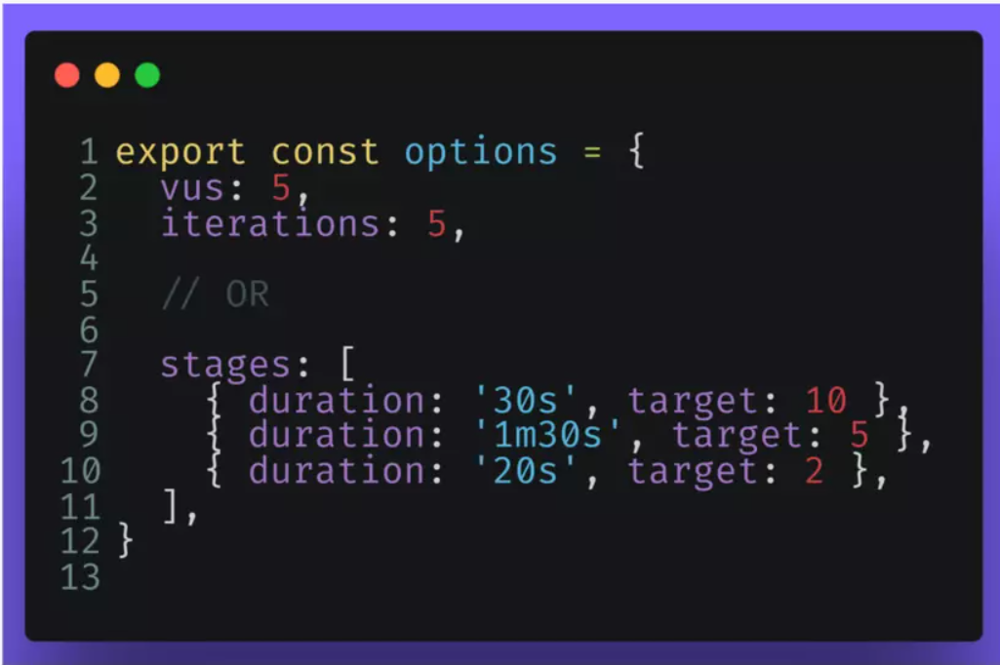 1 export const options = {
2   vus: 5,
3   iterations: 5,
4
5   // OR
6
7   stages: [
8     { duration: '30s', target: 10 },
9     { duration: '1m30s', target: 5 },
10     { duration: '20s', target: 2 },
11   ],
12 }
13